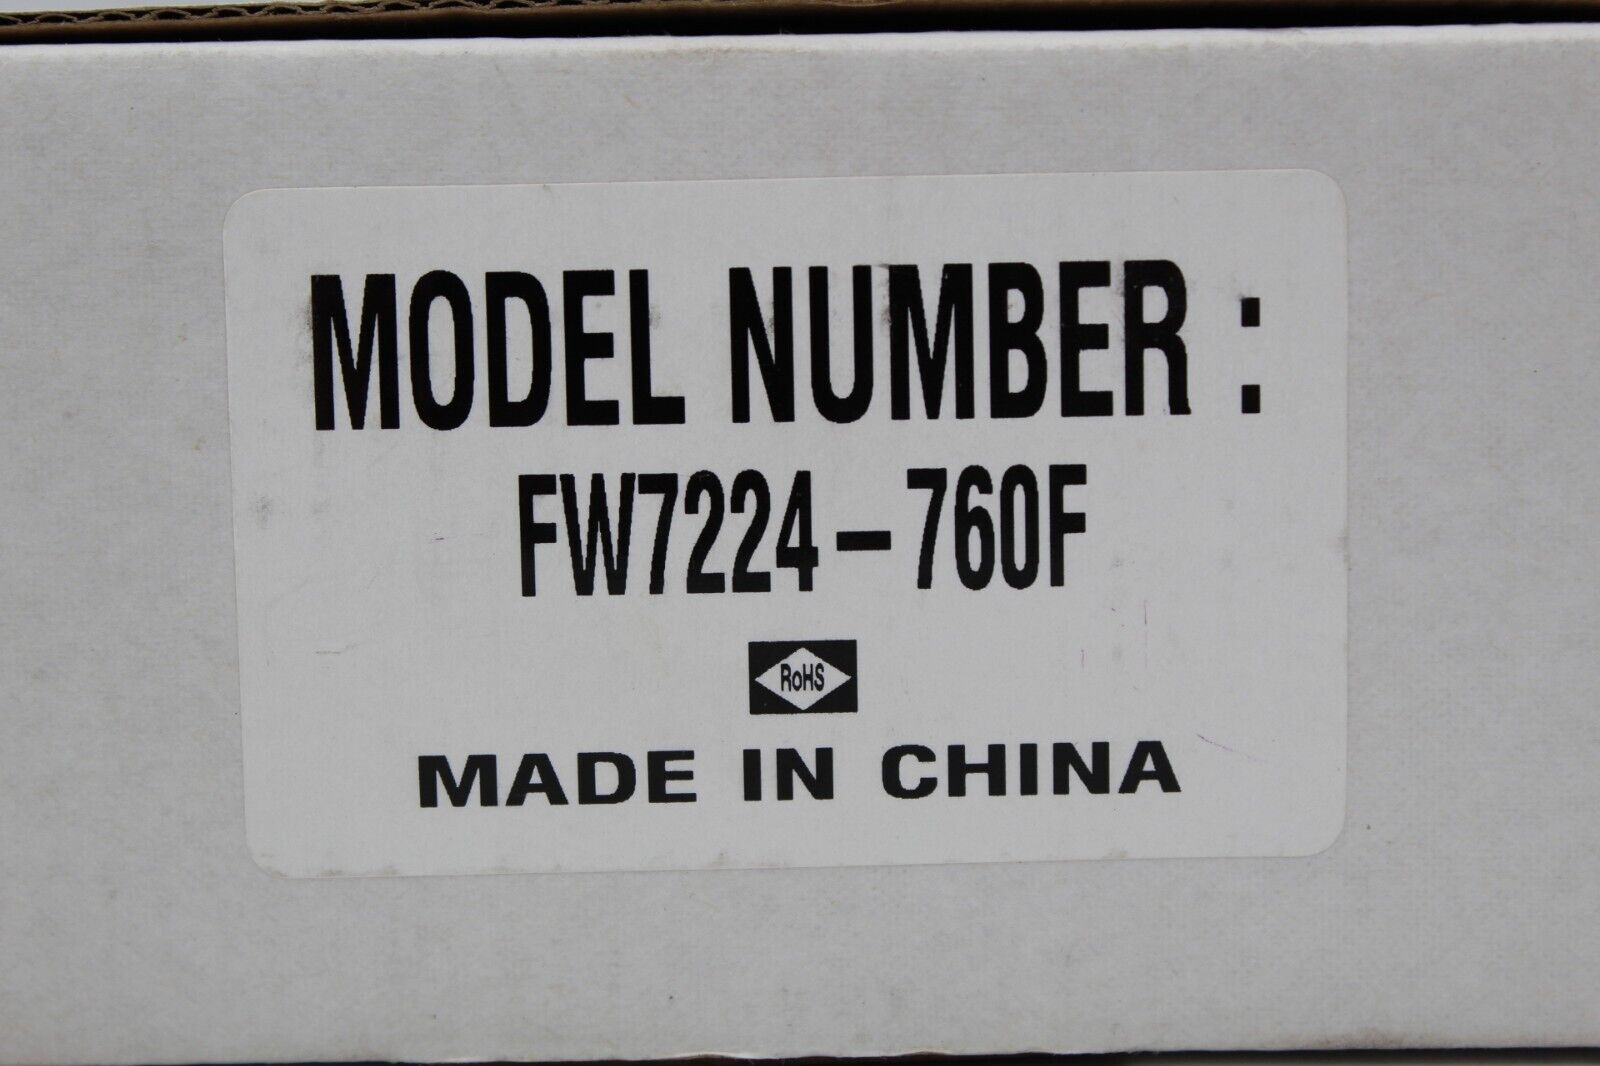 MODEL NUMBER :
FW7224-760F
RoHS
MADE IN CHINA